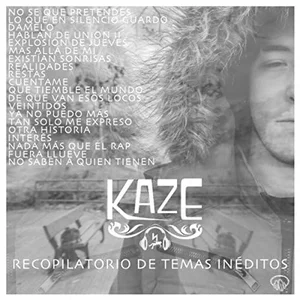 NO SE QUE PRETENDES
LO QUE EN SILENCIO GUARDO
DAMELO
HABLAN DE UNION II
EXPLOSION DE JUEVES
MAS ALLA DE MI
EXISTIAN SONRISAS
REALIDADES
RESTAS
CUENTAME
QUE TIEMBLE EL MUNDO
DE QUE VAN ESOS LOCOS
VEINTIDOS
YA NO PUEDO MAS
TAN SOLO ME EXPRESO
OTRA HISTORIA
INTERES
NADA MAS QUE EL RAP
FUERA LLUEVE
NO SABEN A QUIEN TIENEN
KAZE
RECOPILATORIO DE TEMAS INÉDITOS